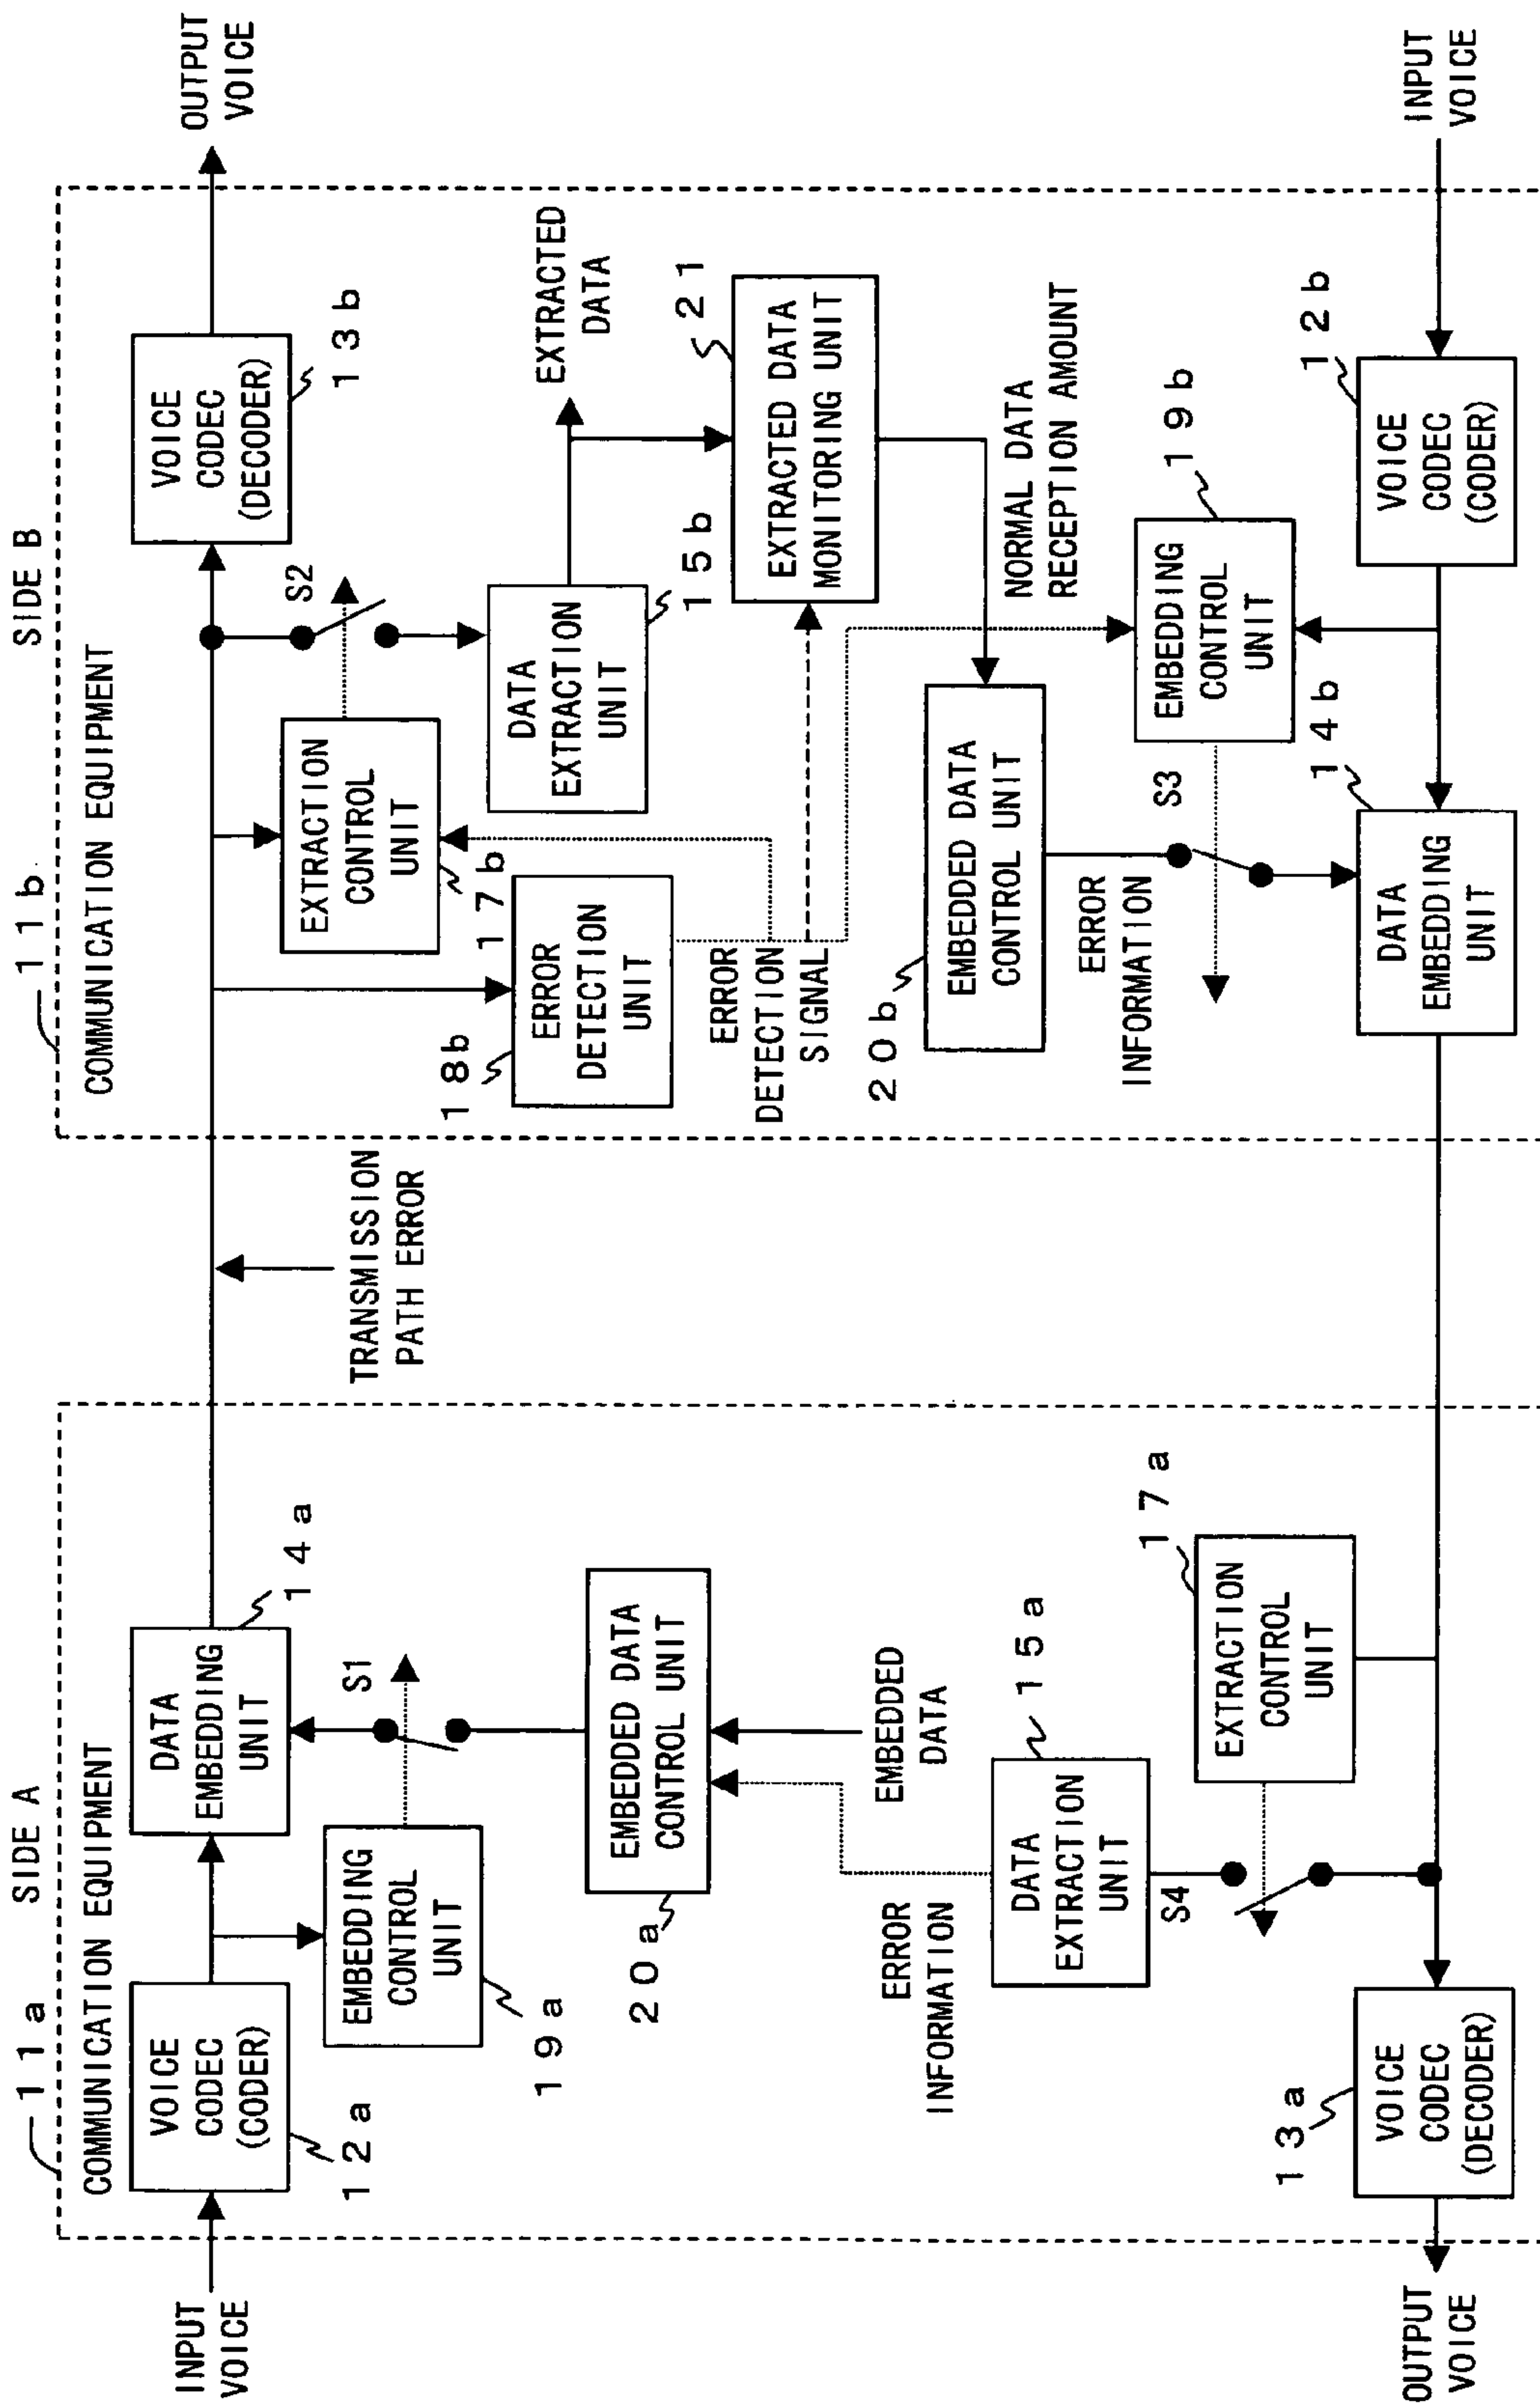 11a
SIDE A
COMMUNICATION EQUIPMENT
INPUT
VOICE
VOICE
CODEC
(CODER)
12a
EMBEDDING
CONTROL
UNIT
19a
DATA
EMBEDDING
UNIT
14a
S1
EMBEDDED DATA
CONTROL UNIT
20a
EMBEDDED
DATA
ERROR
INFORMATION
DATA
EXTRACTION
UNIT
15a
S4
EXTRACTION
CONTROL
UNIT
17a
VOICE
CODEC
(DECODER)
13a
OUTPUT
VOICE
TRANSMISSION
PATH ERROR
11b
SIDE B
COMMUNICATION EQUIPMENT
VOICE
CODEC
(DECODER)
13b
OUTPUT
VOICE
EXTRACTION
CONTROL
UNIT
17b
S2
ERROR
DETECTION
UNIT
18b
DATA
EXTRACTION
UNIT
15b
EXTRACTED
DATA
ERROR
DETECTION
SIGNAL
EXTRACTED DATA
MONITORING UNIT
21
NORMAL DATA
RECEPTION AMOUNT
EMBEDDED DATA
CONTROL UNIT
20b
ERROR
INFORMATION
S3
EMBEDDING
CONTROL
UNIT
19b
DATA
EMBEDDING
UNIT
14b
VOICE
CODEC
(CODER)
12b
INPUT
VOICE